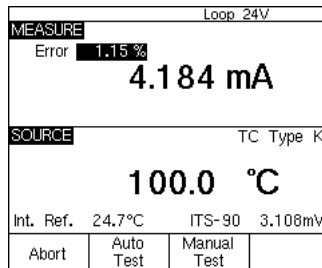 Loop 24V
MEASURE
Error 1.15 %
4.184 mA
SOURCE TC Type K
100.0 °C
Int. Ref. 24.7°C ITS-90 3.108mV
Abort Auto Test Manual Test